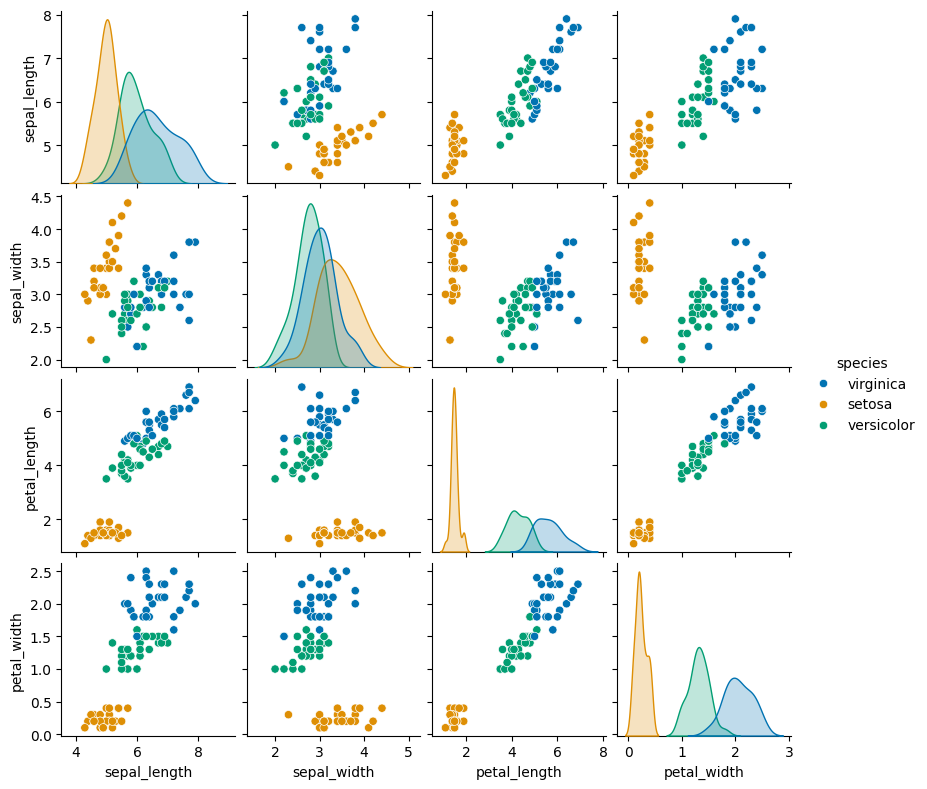 8
7
6
5
sepal_length
4.5
4.0
3.5
3.0
2.5
2.0
sepal_width
species
virginica
setosa
versicolor
6
4
2
petal_length
2.5
2.0
1.5
1.0
0.5
0.0
petal_width
4 6 8
2 3 4 5
2 4 6 8
0 1 2 3
sepal_length
sepal_width
petal_length
petal_width